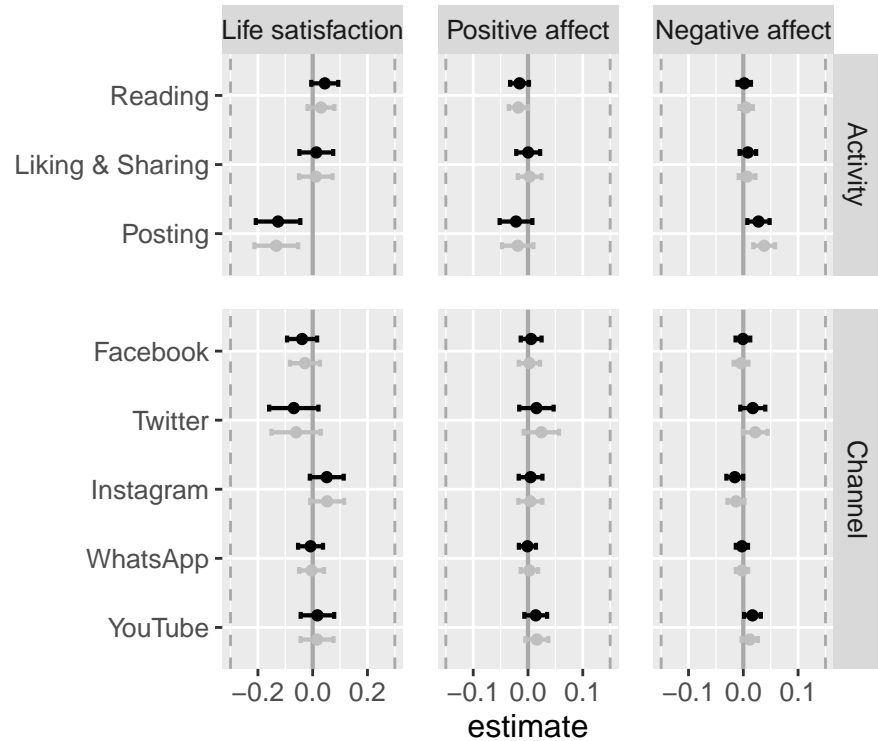 Life satisfaction Positive affect Negative affect
Reading
Liking & Sharing
Posting
Activity
Facebook
Twitter
Instagram
WhatsApp
YouTube
Channel
−0.2 0.0 0.2 −0.1 0.0 0.1 −0.1 0.0 0.1
estimate